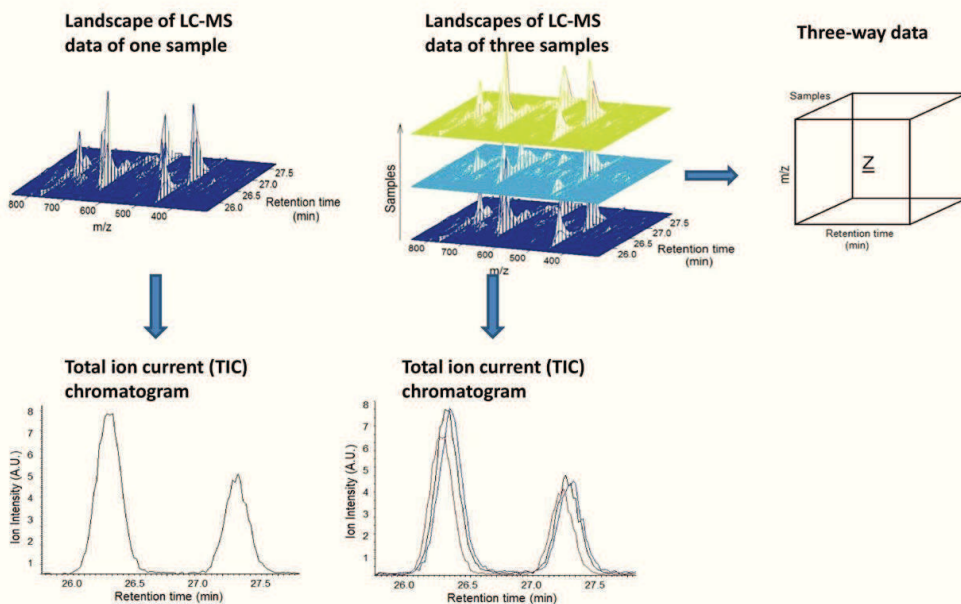 Landscape of LC-MS
data of one sample
800
700
600
500
400
m/z
26.0
26.5
27.0
27.5
Retention time
(min)
Landscapes of LC-MS
data of three samples
Samples
800
700
600
500
400
m/z
26.0
26.5
27.0
27.5
Retention time
(min)
Three-way data
Samples
m/z
Z
Retention time
(min)
Total ion current (TIC)
chromatogram
Ion Intensity (A.U.)
8
7
6
5
4
3
2
1
26.0 26.5 27.0 27.5
Retention time (min)
Total ion current (TIC)
chromatogram
Ion Intensity (A.U.)
8
7
6
5
4
3
2
1
26.0 26.5 27.0 27.5
Retention time (min)